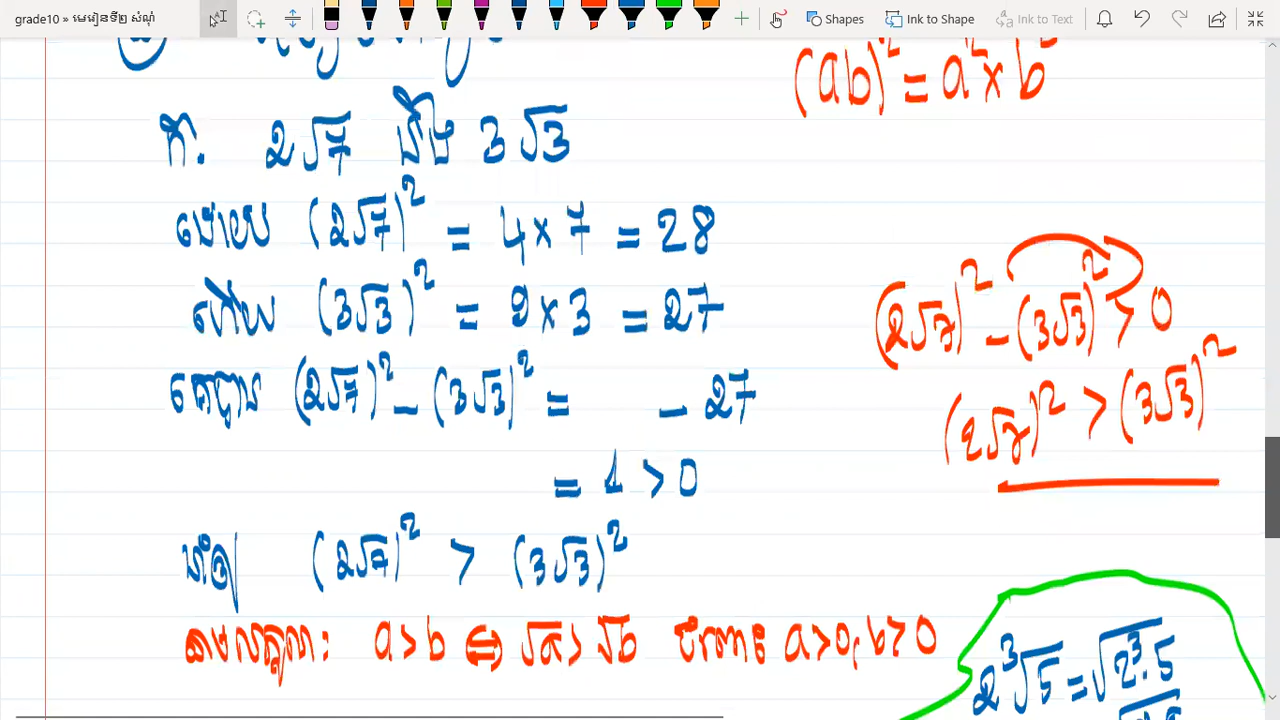 grade10 » មេរៀនទី២ សំណុំ
Shapes
Ink to Shape
Ink to Text
(ab)² = a² × b²
ក. 2√7 និង 3√3
ដោយ (2√7)² = 4 × 7 = 28
ហើយ (3√3)² = 9 × 3 = 27
គេបាន (2√7)² - (3√3)² = - 27
= 1 > 0
នាំឲ្យ (2√7)² > (3√3)²
តាមលក្ខណៈ a > b ⇔ √a > √b ចំពោះ a > 0, b > 0
(2√7)² - (3√3)² > 0
(2√7)² > (3√3)²
2³√5 = √2³.5